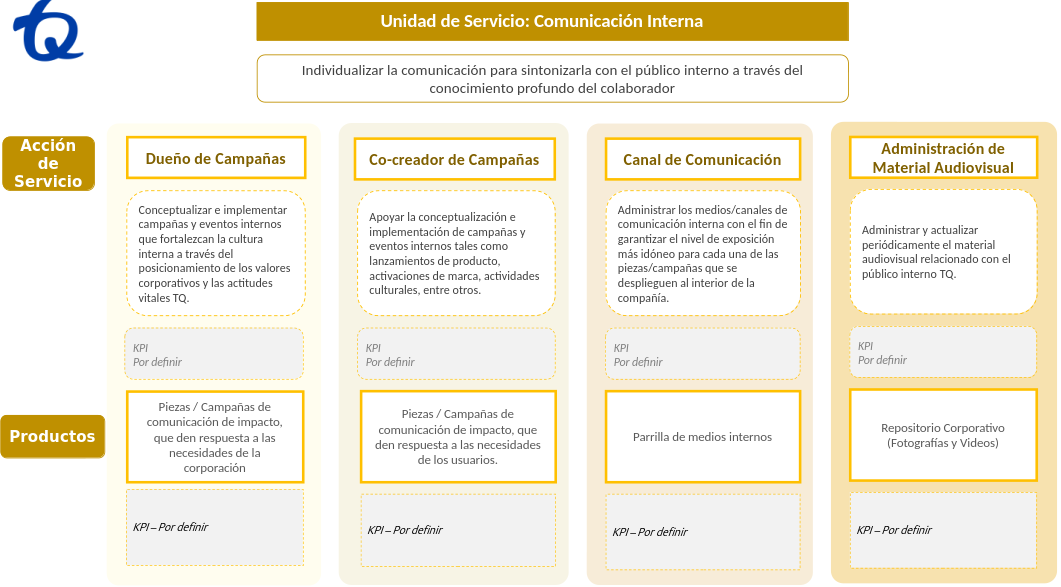 TQ
Unidad de Servicio: Comunicación Interna
Individualizar la comunicación para sintonizarla con el público interno a través del
conocimiento profundo del colaborador
Acción
de
Servicio
Dueño de Campañas
Co-creador de Campañas
Canal de Comunicación
Administración de
Material Audiovisual
Conceptualizar e implementar
campañas y eventos internos
que fortalezcan la cultura
interna a través del
posicionamiento de los valores
corporativos y las actitudes
vitales TQ.
Apoyar la conceptualización e
implementación de campañas y
eventos internos tales como
lanzamientos de producto,
activaciones de marca, actividades
culturales, entre otros.
Administrar los medios/canales de
comunicación interna con el fin de
garantizar el nivel de exposición
más idóneo para cada una de las
piezas/campañas que se
desplieguen al interior de la
compañía.
Administrar y actualizar
periódicamente el material
audiovisual relacionado con el
público interno TQ.
KPI
Por definir
KPI
Por definir
KPI
Por definir
KPI
Por definir
Productos
Piezas / Campañas de
comunicación de impacto,
que den respuesta a las
necesidades de la
corporación
Piezas / Campañas de
comunicación de impacto, que
den respuesta a las necesidades
de los usuarios.
Parrilla de medios internos
Repositorio Corporativo
(Fotografías y Videos)
KPI – Por definir
KPI – Por definir
KPI – Por definir
KPI – Por definir